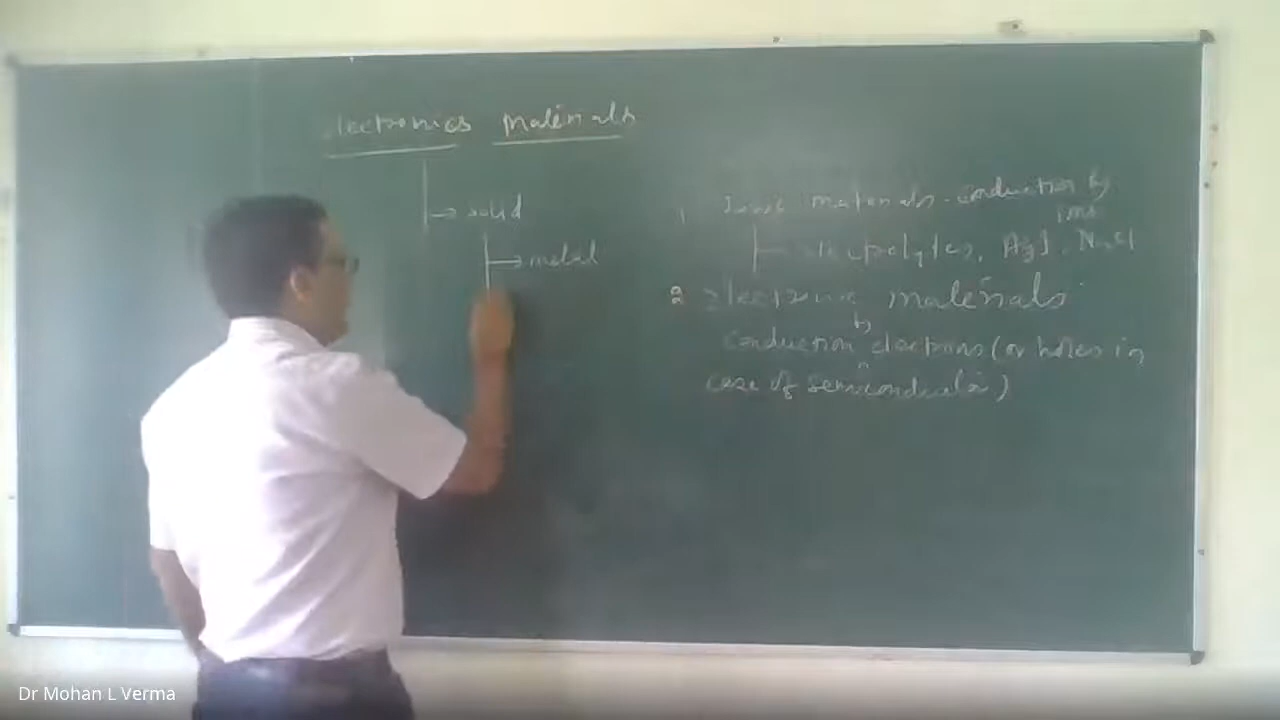 Electronics Materials
→ solid
→ metal
1 Ionic materials - conduction by
ions
electrolytes, AgI, NaCl
2 Electronic materials
by
conduction electrons (or holes in
case of semiconductor)
Dr Mohan L Verma